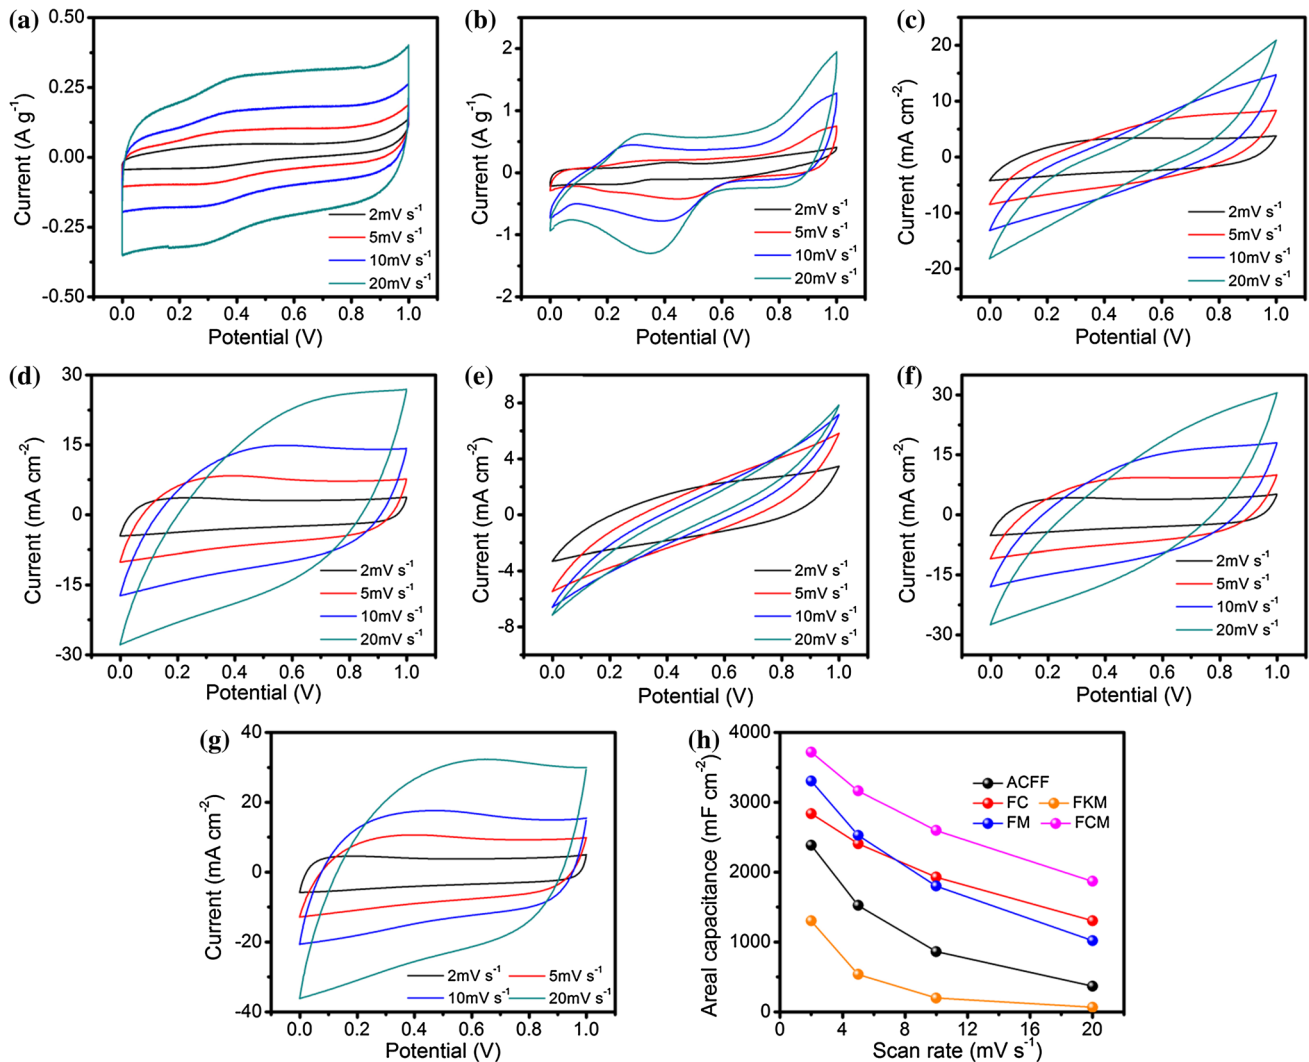 (a)
0.50
0.25
0.00
-0.25
-0.50
Current (A g⁻¹)
2mV s⁻¹
5mV s⁻¹
10mV s⁻¹
20mV s⁻¹
0.0 0.2 0.4 0.6 0.8 1.0
Potential (V)
(b)
2
1
0
-1
-2
Current (A g⁻¹)
2mV s⁻¹
5mV s⁻¹
10mV s⁻¹
20mV s⁻¹
0.0 0.2 0.4 0.6 0.8 1.0
Potential (V)
(c)
20
10
0
-10
-20
Current (mA cm⁻²)
2mV s⁻¹
5mV s⁻¹
10mV s⁻¹
20mV s⁻¹
0.0 0.2 0.4 0.6 0.8 1.0
Potential (V)
(d)
30
15
0
-15
-30
Current (mA cm⁻²)
2mV s⁻¹
5mV s⁻¹
10mV s⁻¹
20mV s⁻¹
0.0 0.2 0.4 0.6 0.8 1.0
Potential (V)
(e)
8
4
0
-4
-8
Current (mA cm⁻²)
2mV s⁻¹
5mV s⁻¹
10mV s⁻¹
20mV s⁻¹
0.0 0.2 0.4 0.6 0.8 1.0
Potential (V)
(f)
30
15
0
-15
-30
Current (mA cm⁻²)
2mV s⁻¹
5mV s⁻¹
10mV s⁻¹
20mV s⁻¹
0.0 0.2 0.4 0.6 0.8 1.0
Potential (V)
(g)
40
20
0
-20
-40
Current (mA cm⁻²)
2mV s⁻¹ 5mV s⁻¹
10mV s⁻¹ 20mV s⁻¹
0.0 0.2 0.4 0.6 0.8 1.0
Potential (V)
(h)
4000
3000
2000
1000
0
Areal capacitance (mF cm⁻²)
ACFF
FC FKM
FM FCM
0 4 8 12 16 20
Scan rate (mV s⁻¹)